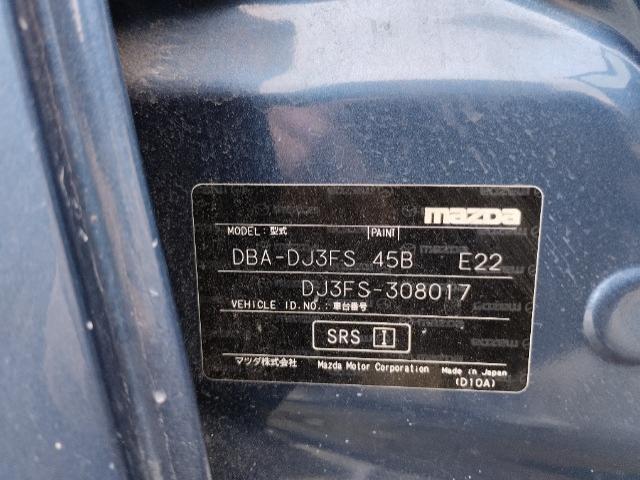 mazda
MODEL: 型式 PAINT
DBA-DJ3FS 45B E22
DJ3FS-308017
VEHICLE ID.NO.: 車台番号
SRS I
マツダ株式会社 Mazda Motor Corporation Made in Japan
(D10A)